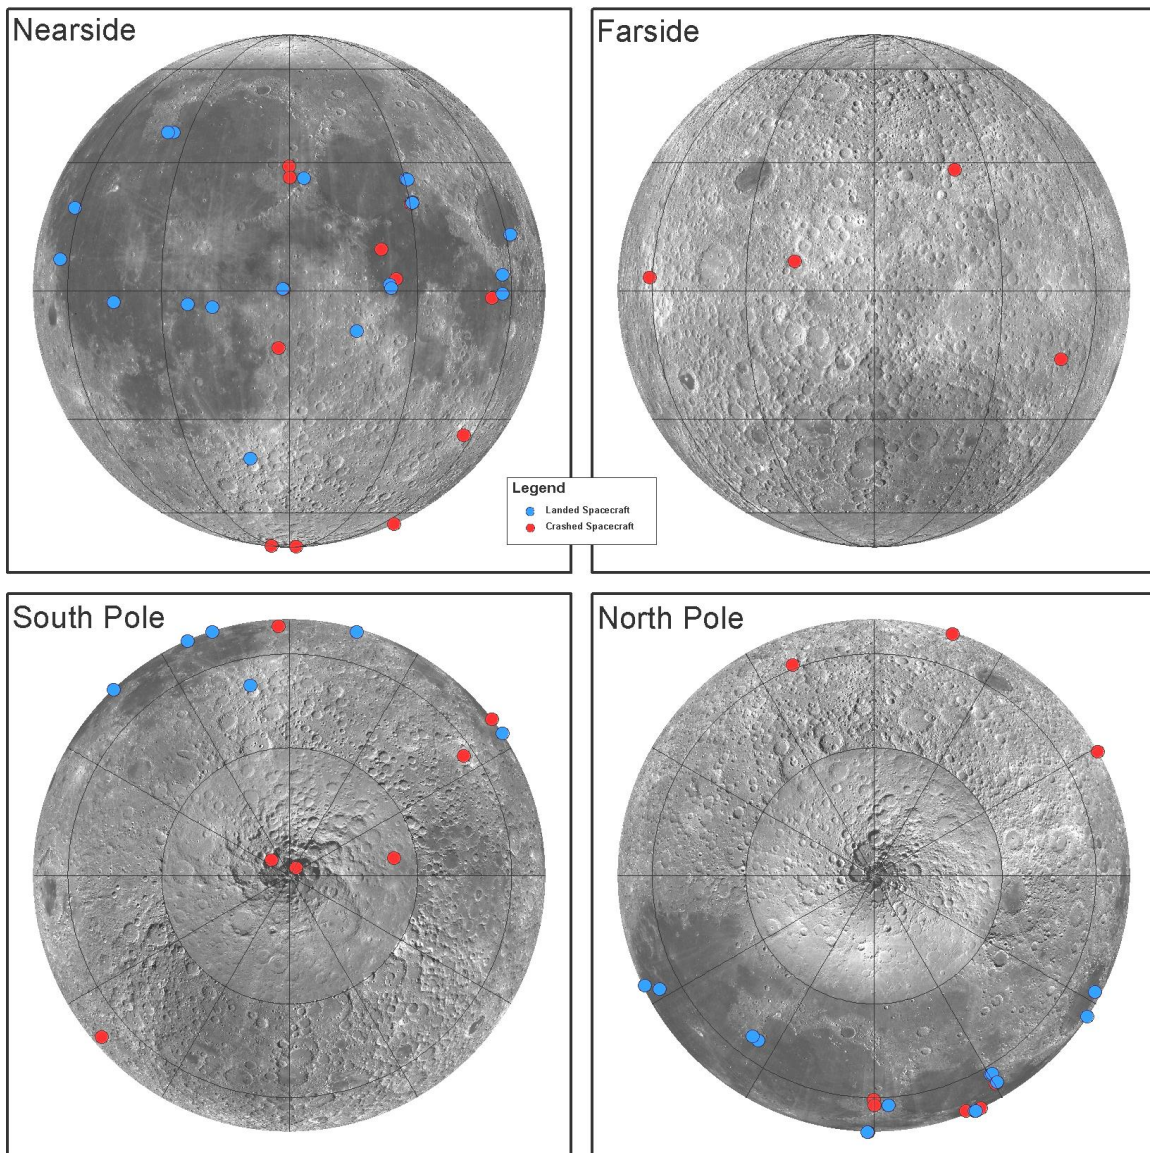 Nearside
Farside
Legend
Landed Spacecraft
Crashed Spacecraft
South Pole
North Pole